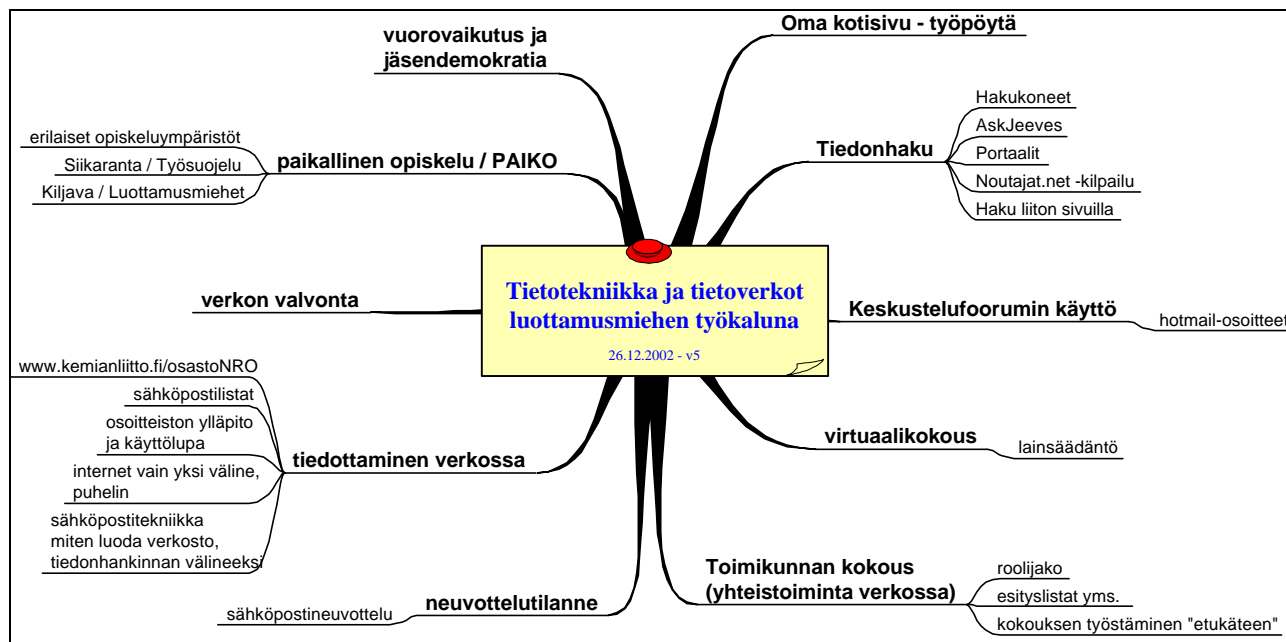 Tietotekniikka ja tietoverkot
luottamusmiehen työkaluna
26.12.2002 - v5
Oma kotisivu - työpöytä
Tiedonhaku
Hakukoneet
AskJeeves
Portaalit
Noutajat.net -kilpailu
Haku liiton sivuilla
Keskustelufoorumin käyttö
hotmail-osoitteet
virtuaalikokous
lainsäädäntö
Toimikunnan kokous
(yhteistoiminta verkossa)
roolijako
esityslistat yms.
kokouksen työstäminen "etukäteen"
neuvottelutilanne
sähköpostineuvottelu
tiedottaminen verkossa
www.kemianliitto.fi/osastoNRO
sähköpostilistat
osoitteiston ylläpito
ja käyttölupa
internet vain yksi väline,
puhelin
sähköpostitekniikka
miten luoda verkosto,
tiedonhankinnan välineeksi
verkon valvonta
paikallinen opiskelu / PAIKO
erilaiset opiskeluympäristöt
Siikaranta / Työsuojelu
Kiljava / Luottamusmiehet
vuorovaikutus ja
jäsendemokratia